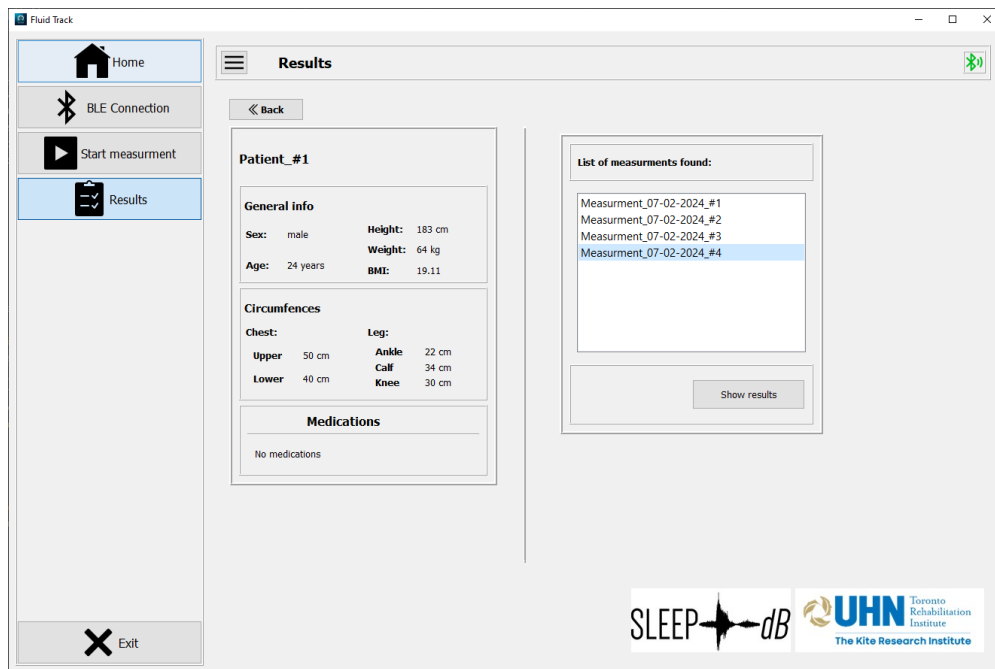 Fluid Track
Home
BLE Connection
Start measurment
Results
Exit
Results
Back
Patient_#1
General info
Sex: male
Age: 24 years
Height: 183 cm
Weight: 64 kg
BMI: 19.11
Circumfences
Chest:
Upper 50 cm
Lower 40 cm
Leg:
Ankle 22 cm
Calf 34 cm
Knee 30 cm
Medications
No medications
List of measurments found:
Measurment_07-02-2024_#1
Measurment_07-02-2024_#2
Measurment_07-02-2024_#3
Measurment_07-02-2024_#4
Show results
SLEEP dB
UHN
Toronto
Rehabilitation
Institute
The Kite Research Institute